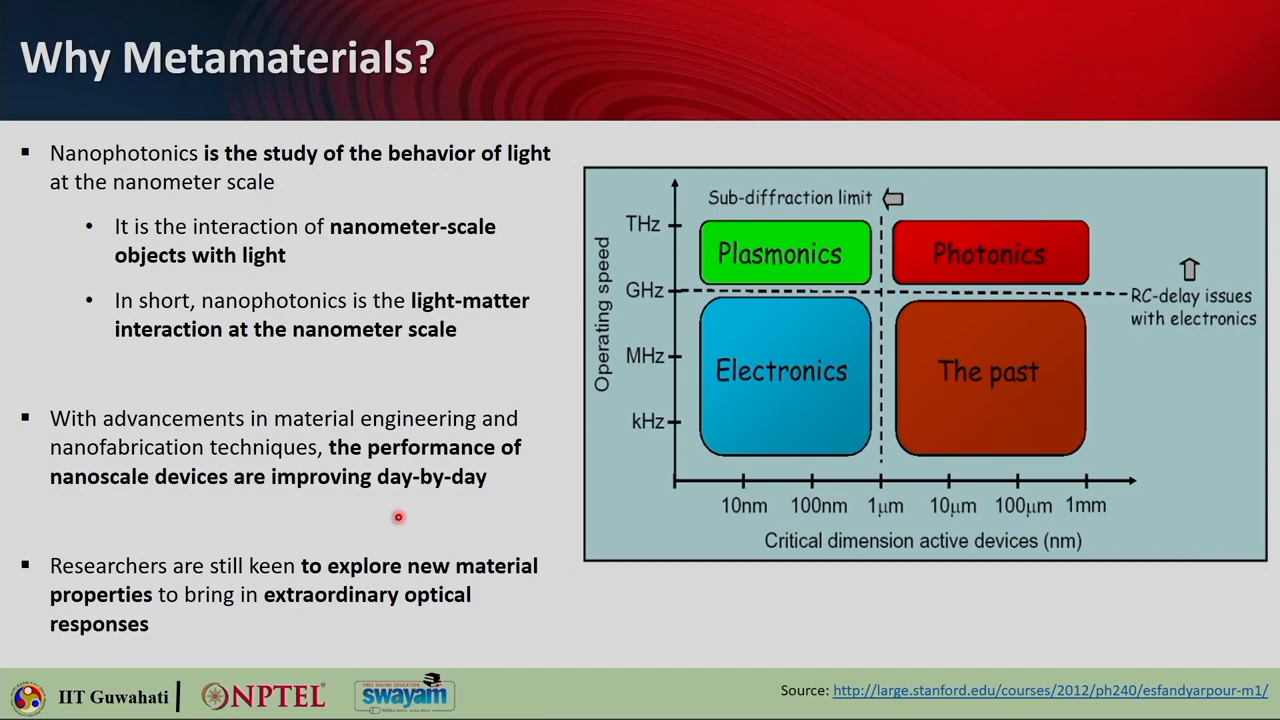 Why Metamaterials?
▪ Nanophotonics is the study of the behavior of light
at the nanometer scale
• It is the interaction of nanometer-scale
objects with light
• In short, nanophotonics is the light-matter
interaction at the nanometer scale
▪ With advancements in material engineering and
nanofabrication techniques, the performance of
nanoscale devices are improving day-by-day
▪ Researchers are still keen to explore new material
properties to bring in extraordinary optical
responses
Sub-diffraction limit
Operating speed
THz
GHz
MHz
kHz
Plasmonics
Photonics
Electronics
The past
RC-delay issues
with electronics
10nm 100nm 1μm 10μm 100μm 1mm
Critical dimension active devices (nm)
IIT Guwahati
NPTEL
FREE ONLINE EDUCATION
swayam
Source: http://large.stanford.edu/courses/2012/ph240/esfandyarpour-m1/